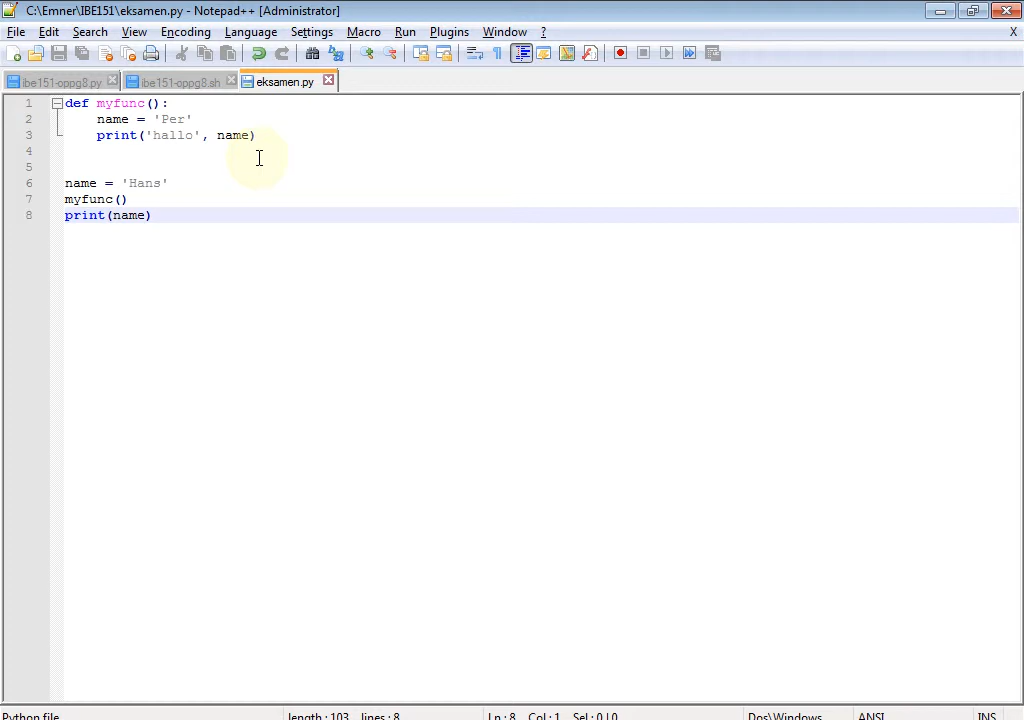 C:\Emner\IBE151\eksamen.py - Notepad++ [Administrator]
File Edit Search View Encoding Language Settings Macro Run Plugins Window ? X
ibe151-oppg8.py ibe151-oppg8.sh eksamen.py
1 def myfunc():
2 name = 'Per'
3 print('hallo', name)
4
5
6 name = 'Hans'
7 myfunc()
8 print(name)
Python file length : 103 lines : 8 Ln : 8 Col : 1 Sel : 0 | 0 Dos\Windows ANSI INS